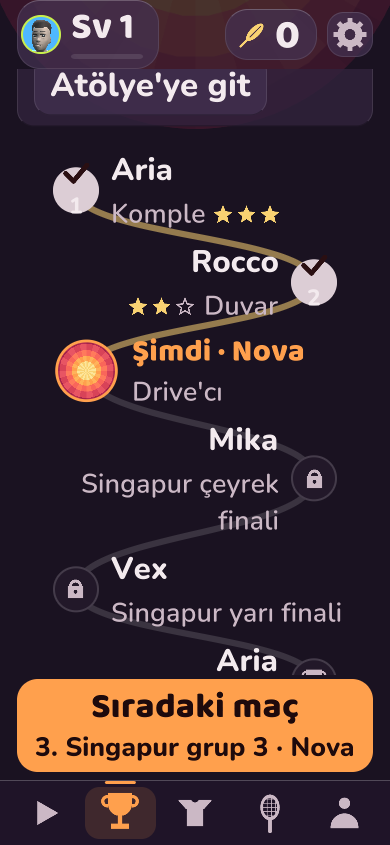 Sv 1
0
Atölye'ye git
Aria
1
Komple
Rocco
2
Duvar
Şimdi · Nova
Drive'cı
Mika
Singapur çeyrek
finali
Vex
Singapur yarı finali
Aria
Sıradaki maç
3. Singapur grup 3 · Nova